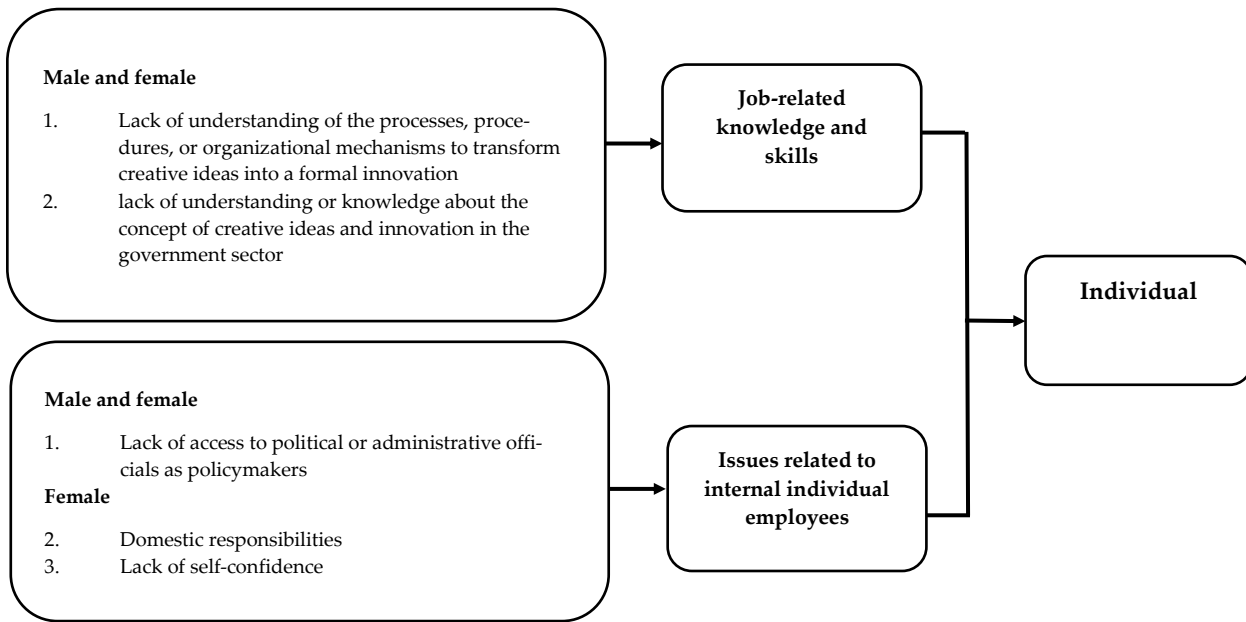 Male and female
1. Lack of understanding of the processes, proce-
dures, or organizational mechanisms to transform
creative ideas into a formal innovation
2. lack of understanding or knowledge about the
concept of creative ideas and innovation in the
government sector
Job-related
knowledge and
skills
Individual
Male and female
1. Lack of access to political or administrative offi-
cials as policymakers
Female
2. Domestic responsibilities
3. Lack of self-confidence
Issues related to
internal individual
employees